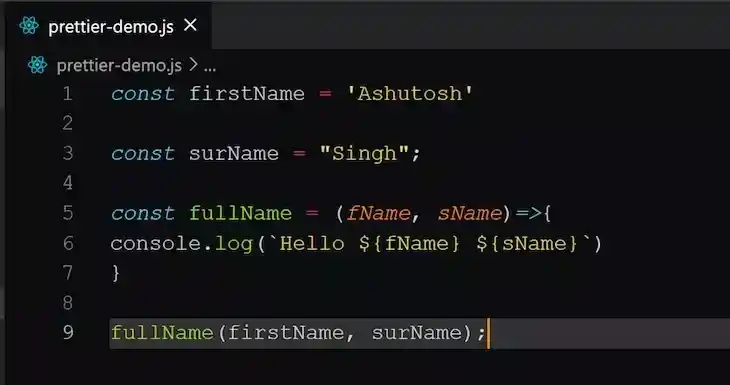 prettier-demo.js ×
prettier-demo.js > ...
1 const firstName = 'Ashutosh'
2
3 const surName = "Singh";
4
5 const fullName = (fName, sName)=>{
6 console.log(`Hello ${fName} ${sName}`)
7 }
8
9 fullName(firstName, surName);